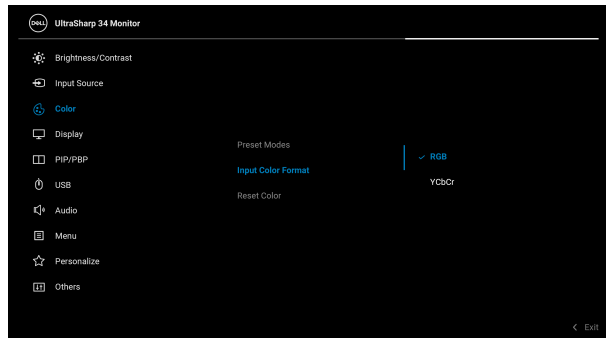 DELL UltraSharp 34 Monitor
Brightness/Contrast
Input Source
Color
Display
PIP/PBP
USB
Audio
Menu
Personalize
Others
Preset Modes
Input Color Format
Reset Color
RGB
YCbCr
Exit